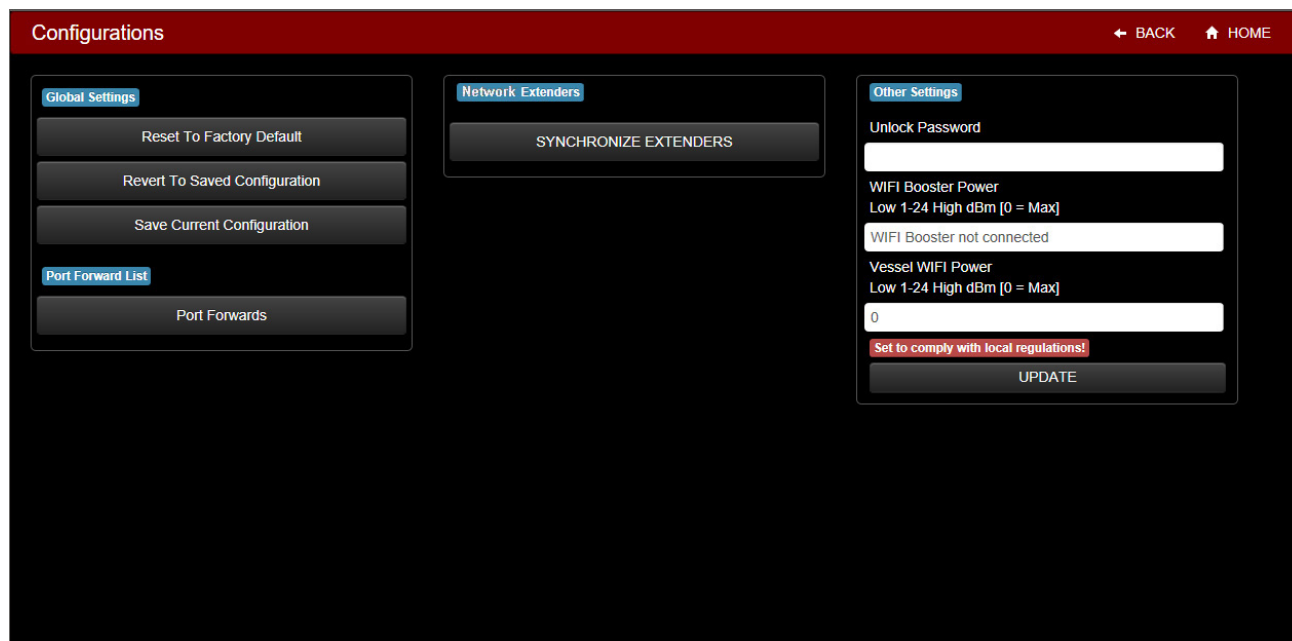 Configurations
BACK
HOME
Global Settings
Reset To Factory Default
Revert To Saved Configuration
Save Current Configuration
Port Forward List
Port Forwards
Network Extenders
SYNCHRONIZE EXTENDERS
Other Settings
Unlock Password
WIFI Booster Power
Low 1-24 High dBm [0 = Max]
WIFI Booster not connected
Vessel WIFI Power
Low 1-24 High dBm [0 = Max]
0
Set to comply with local regulations!
UPDATE